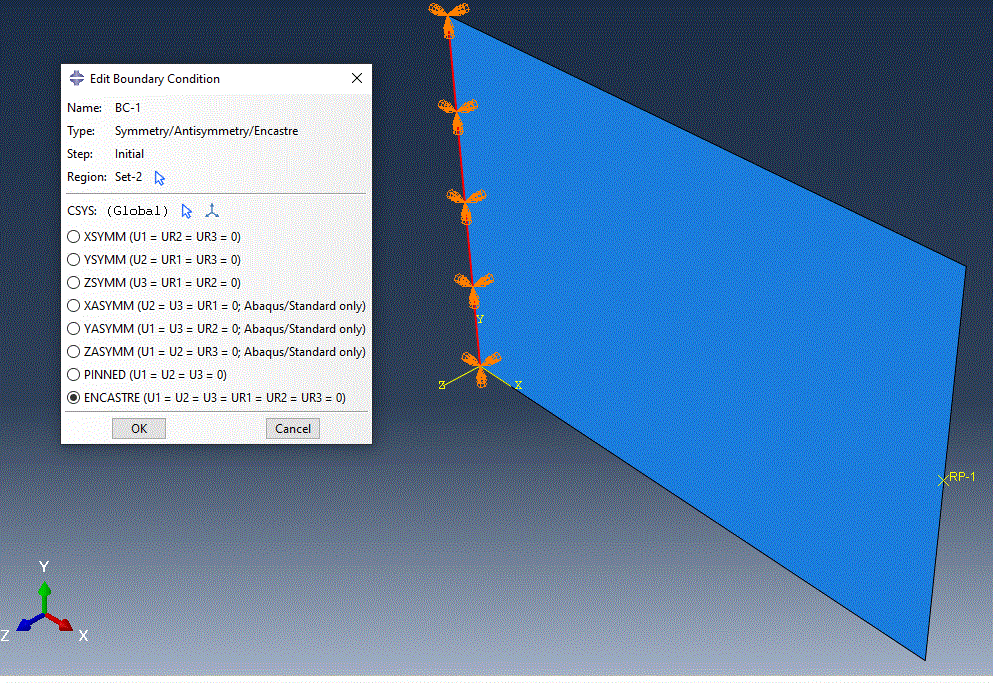 Edit Boundary Condition
Name: BC-1
Type: Symmetry/Antisymmetry/Encastre
Step: Initial
Region: Set-2
CSYS: (Global)
XSYMM (U1 = UR2 = UR3 = 0)
YSYMM (U2 = UR1 = UR3 = 0)
ZSYMM (U3 = UR1 = UR2 = 0)
XASYMM (U2 = U3 = UR1 = 0; Abaqus/Standard only)
YASYMM (U1 = U3 = UR2 = 0; Abaqus/Standard only)
ZASYMM (U1 = U2 = UR3 = 0; Abaqus/Standard only)
PINNED (U1 = U2 = U3 = 0)
ENCASTRE (U1 = U2 = U3 = UR1 = UR2 = UR3 = 0)
OK Cancel
Y
Z X
RP-1
Y
Z X